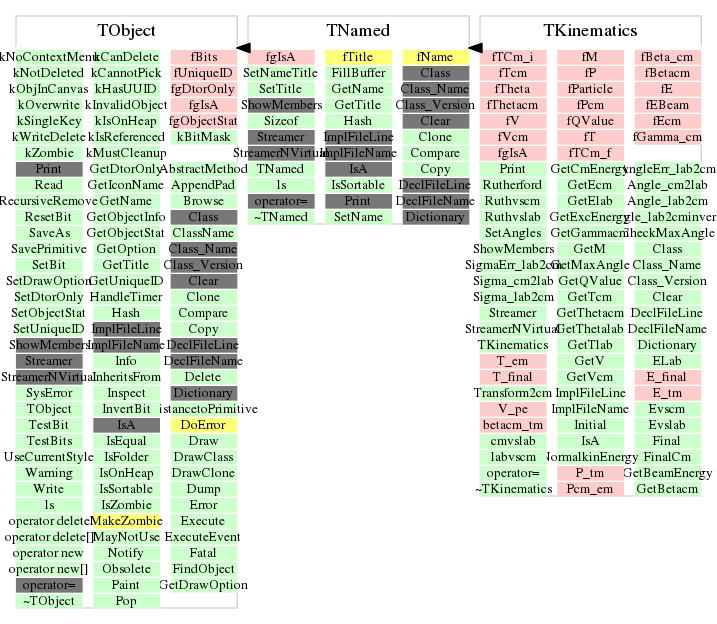 TObject
kNoContextMenu kCanDelete fBits
kNotDeleted kCannotPick fUniqueID
kObjInCanvas kHasUUID fgDtorOnly
kOverwrite kInvalidObject fgIsA
kSingleKey kIsOnHeap fgObjectStat
kWriteDelete kIsReferenced kBitMask
kZombie kMustCleanup
Print GetDtorOnly AbstractMethod
Read GetIconName AppendPad
RecursiveRemove GetName Browse
ResetBit GetObjectInfo Class
SaveAs GetObjectStat ClassName
SavePrimitive GetOption Class_Name
SetBit GetTitle Class_Version
SetDrawOption GetUniqueID Clear
SetDtorOnly HandleTimer Clone
SetObjectStat Hash Compare
SetUniqueID ImplFileLine Copy
ShowMembers ImplFileName DeclFileLine
Streamer Info DeclFileName
StreamerNVirtual InheritsFrom Delete
SysError Inspect Dictionary
TObject InvertBit istancetoPrimitive
TestBit IsA DoError
TestBits IsEqual Draw
UseCurrentStyle IsFolder DrawClass
Warning IsOnHeap DrawClone
Write IsSortable Dump
ls IsZombie Error
operator delete MakeZombie Execute
operator delete[] MayNotUse ExecuteEvent
operator new Notify Fatal
operator new[] Obsolete FindObject
operator= Paint GetDrawOption
~TObject Pop
TNamed
fgIsA fTitle fName
SetNameTitle FillBuffer Class
SetTitle GetName Class_Name
ShowMembers GetTitle Class_Version
Sizeof Hash Clear
Streamer ImplFileLine Clone
StreamerNVirtual ImplFileName Compare
TNamed IsA Copy
ls IsSortable DeclFileLine
operator= Print DeclFileName
~TNamed SetName Dictionary
TKinematics
fTCm_i fM fBeta_cm
fTcm fP fBetacm
fTheta fParticle fE
fThetacm fPcm fEBeam
fV fQValue fEcm
fVcm fT fGamma_cm
fgIsA fTCm_f
Print GetCmEnergy ngleErr_lab2cm
Rutherford GetEcm Angle_cm2lab
Ruthvscm GetElab Angle_lab2cm
Ruthvslab GetExcEnergy gle_lab2cminver
SetAngles GetGammacm heckMaxAngle
ShowMembers GetM Class
SigmaErr_lab2cm GetMaxAngle Class_Name
Sigma_cm2lab GetQValue Class_Version
Sigma_lab2cm GetTcm Clear
Streamer GetThetacm DeclFileLine
StreamerNVirtual GetThetalab DeclFileName
TKinematics GetTlab Dictionary
T_em GetV ELab
T_final GetVcm E_final
Transform2cm ImplFileLine E_tm
V_pe ImplFileName Evscm
betacm_tm Initial Evslab
cmvslab IsA Final
labvscm NormalkinEnergy FinalCm
operator= P_tm GetBeamEnergy
~TKinematics Pcm_em GetBetacm